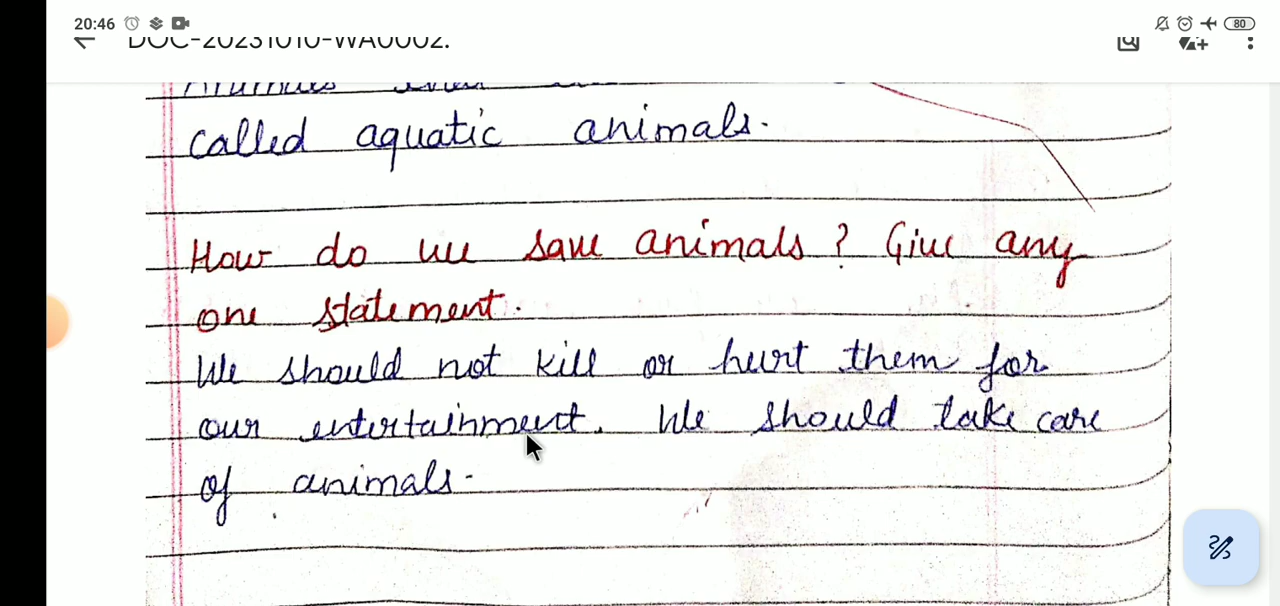 20:46
80
DOC-20231010-WA0002.
called aquatic animals.
How do we save animals? Give any
one statement.
We should not kill or hurt them for
our entertainment. We should take care
of animals.